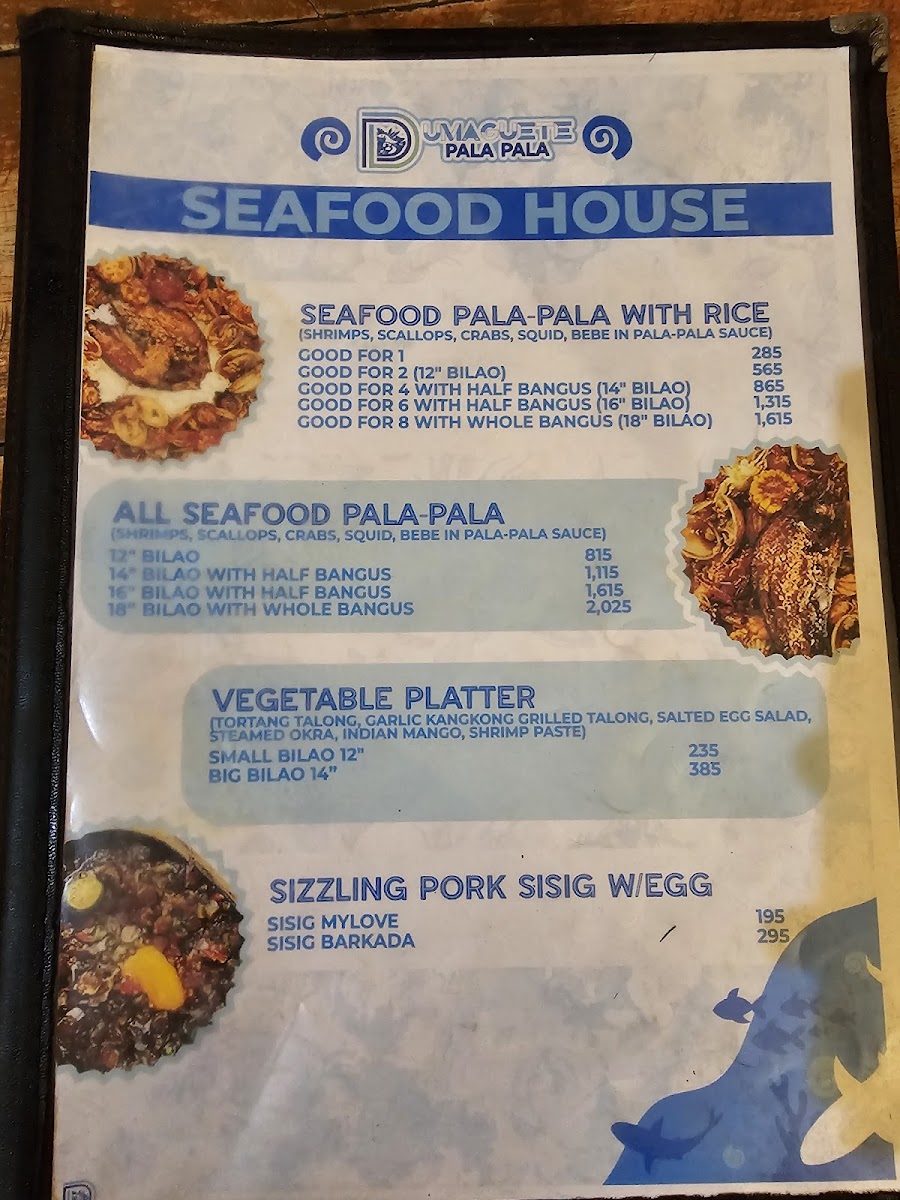 DUMAGUETE
PALA PALA
SEAFOOD HOUSE
SEAFOOD PALA-PALA WITH RICE
(SHRIMPS, SCALLOPS, CRABS, SQUID, BEBE IN PALA-PALA SAUCE)
GOOD FOR 1 285
GOOD FOR 2 (12" BILAO) 565
GOOD FOR 4 WITH HALF BANGUS (14" BILAO) 865
GOOD FOR 6 WITH HALF BANGUS (16" BILAO) 1,315
GOOD FOR 8 WITH WHOLE BANGUS (18" BILAO) 1,615
ALL SEAFOOD PALA-PALA
(SHRIMPS, SCALLOPS, CRABS, SQUID, BEBE IN PALA-PALA SAUCE)
12" BILAO 815
14" BILAO WITH HALF BANGUS 1,115
16" BILAO WITH HALF BANGUS 1,615
18" BILAO WITH WHOLE BANGUS 2,025
VEGETABLE PLATTER
(TORTANG TALONG, GARLIC KANGKONG GRILLED TALONG, SALTED EGG SALAD,
STEAMED OKRA, INDIAN MANGO, SHRIMP PASTE)
SMALL BILAO 12" 235
BIG BILAO 14” 385
SIZZLING PORK SISIG W/EGG
SISIG MYLOVE 195
SISIG BARKADA 295